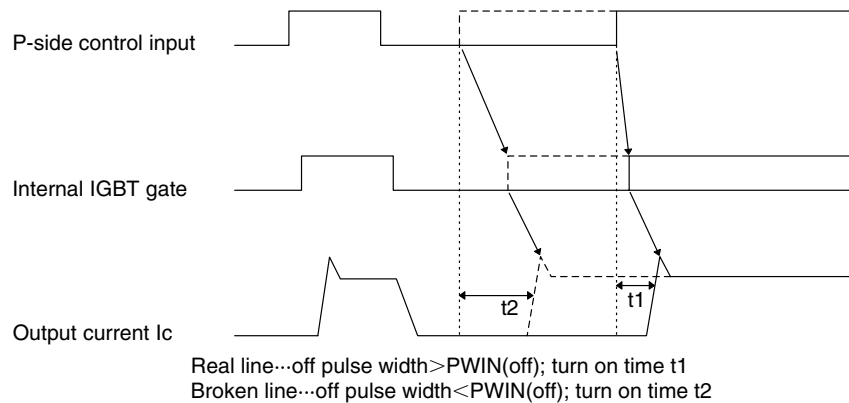 P-side control input
Internal IGBT gate
t2
t1
Output current Ic
Real line···off pulse width>PWIN(off); turn on time t1
Broken line···off pulse width<PWIN(off); turn on time t2